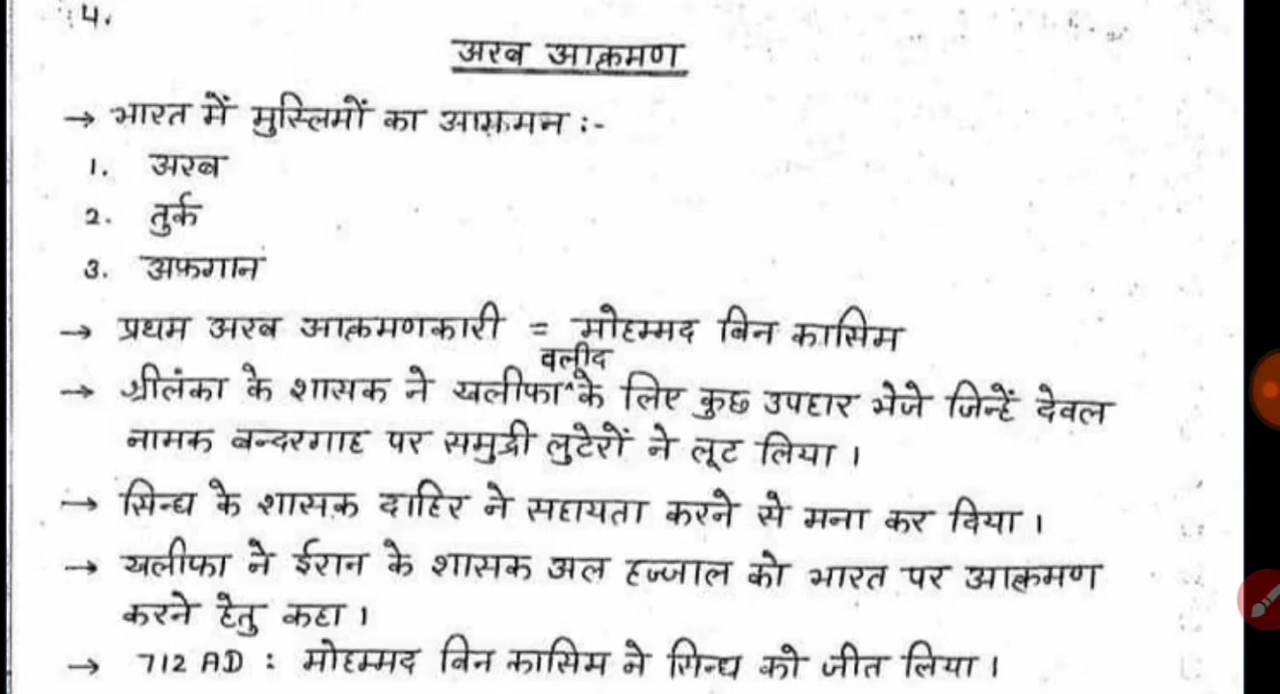 4.
अरब आक्रमण
→ भारत में मुस्लिमों का आगमन :-
1. अरब
2. तुर्क
3. अफगान
→ प्रथम अरब आक्रमणकारी = मोहम्मद बिन कासिम
वलीद
→ श्रीलंका के शासक ने खलीफा ^ के लिए कुछ उपहार भेजे जिन्हें देवल
नामक बन्दरगाह पर समुद्री लुटेरों ने लूट लिया।
→ सिन्ध के शासक दाहिर ने सहायता करने से मना कर दिया।
→ खलीफा ने ईरान के शासक अल हज्जाल को भारत पर आक्रमण
करने हेतु कहा।
→ 712 AD : मोहम्मद बिन कासिम ने सिन्ध को जीत लिया।